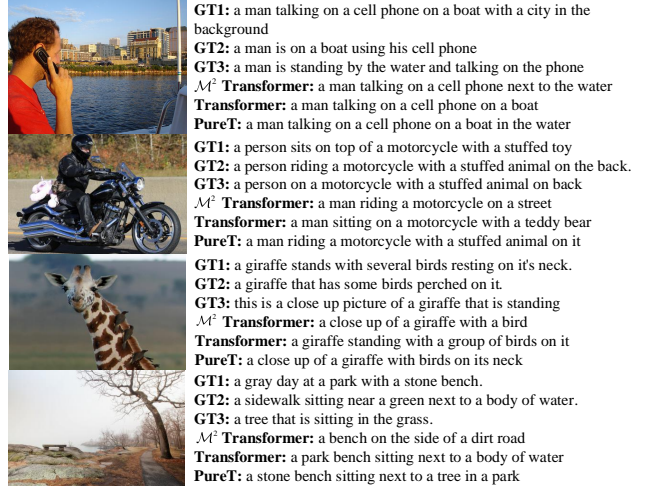 GT1: a man talking on a cell phone on a boat with a city in the
background
GT2: a man is on a boat using his cell phone
GT3: a man is standing by the water and talking on the phone
ℳ² Transformer: a man talking on a cell phone next to the water
Transformer: a man talking on a cell phone on a boat
PureT: a man talking on a cell phone on a boat in the water
GT1: a person sits on top of a motorcycle with a stuffed toy
GT2: a person riding a motorcycle with a stuffed animal on the back.
GT3: a person on a motorcycle with a stuffed animal on back
ℳ² Transformer: a man riding a motorcycle on a street
Transformer: a man sitting on a motorcycle with a teddy bear
PureT: a man riding a motorcycle with a stuffed animal on it
GT1: a giraffe stands with several birds resting on it's neck.
GT2: a giraffe that has some birds perched on it.
GT3: this is a close up picture of a giraffe that is standing
ℳ² Transformer: a close up of a giraffe with a bird
Transformer: a giraffe standing with a group of birds on it
PureT: a close up of a giraffe with birds on its neck
GT1: a gray day at a park with a stone bench.
GT2: a sidewalk sitting near a green next to a body of water.
GT3: a tree that is sitting in the grass.
ℳ² Transformer: a bench on the side of a dirt road
Transformer: a park bench sitting next to a body of water
PureT: a stone bench sitting next to a tree in a park